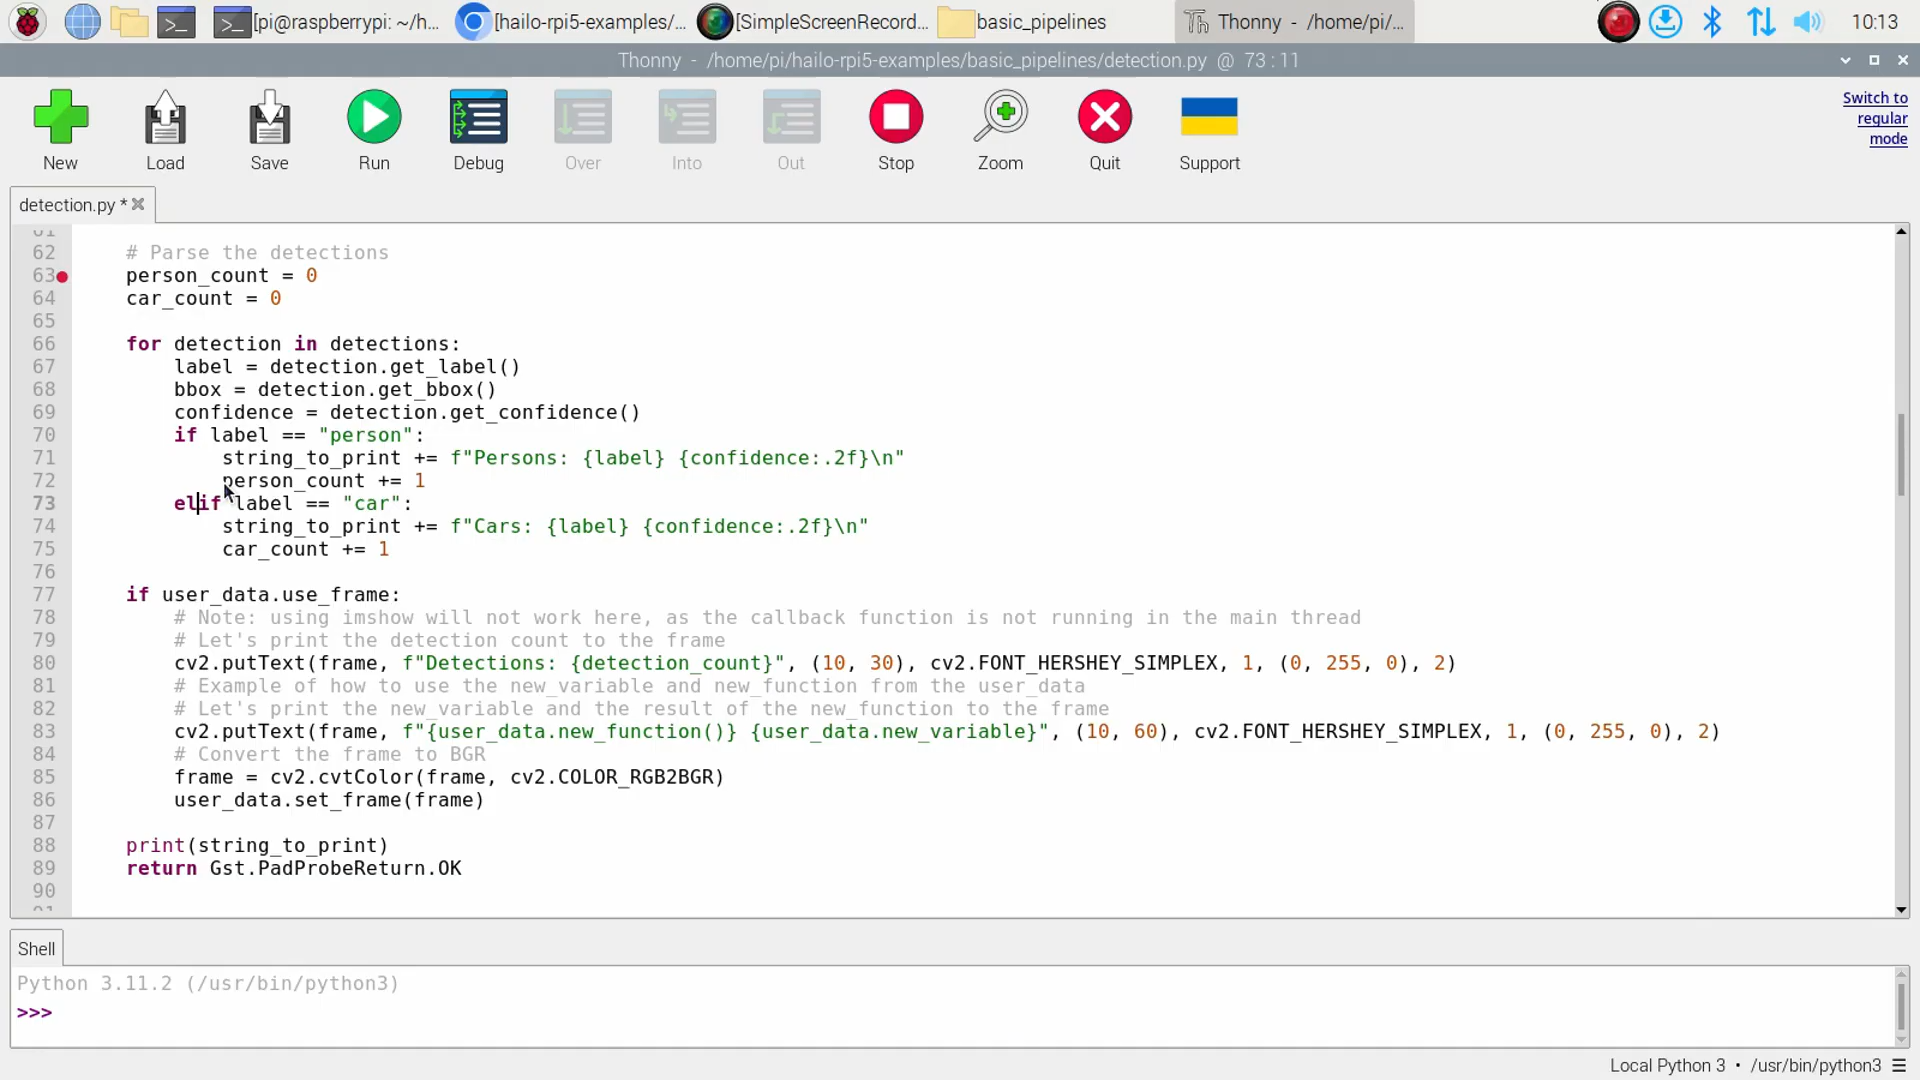 [pi@raspberrypi: ~/h...
[hailo-rpi5-examples/...
[SimpleScreenRecord...
basic_pipelines
Thonny - /home/pi/...
10:13
Thonny - /home/pi/hailo-rpi5-examples/basic_pipelines/detection.py @ 73 : 11
New
Load
Save
Run
Debug
Over
Into
Out
Stop
Zoom
Quit
Support
Switch to
regular
mode
detection.py *
61
62 # Parse the detections
63 person_count = 0
64 car_count = 0
65
66 for detection in detections:
67 label = detection.get_label()
68 bbox = detection.get_bbox()
69 confidence = detection.get_confidence()
70 if label == "person":
71 string_to_print += f"Persons: {label} {confidence:.2f}\n"
72 person_count += 1
73 elif label == "car":
74 string_to_print += f"Cars: {label} {confidence:.2f}\n"
75 car_count += 1
76
77 if user_data.use_frame:
78 # Note: using imshow will not work here, as the callback function is not running in the main thread
79 # Let's print the detection count to the frame
80 cv2.putText(frame, f"Detections: {detection_count}", (10, 30), cv2.FONT_HERSHEY_SIMPLEX, 1, (0, 255, 0), 2)
81 # Example of how to use the new_variable and new_function from the user_data
82 # Let's print the new_variable and the result of the new_function to the frame
83 cv2.putText(frame, f"{user_data.new_function()} {user_data.new_variable}", (10, 60), cv2.FONT_HERSHEY_SIMPLEX, 1, (0, 255, 0), 2)
84 # Convert the frame to BGR
85 frame = cv2.cvtColor(frame, cv2.COLOR_RGB2BGR)
86 user_data.set_frame(frame)
87
88 print(string_to_print)
89 return Gst.PadProbeReturn.OK
90
91
Shell
Python 3.11.2 (/usr/bin/python3)
>>>
Local Python 3 • /usr/bin/python3 ☰